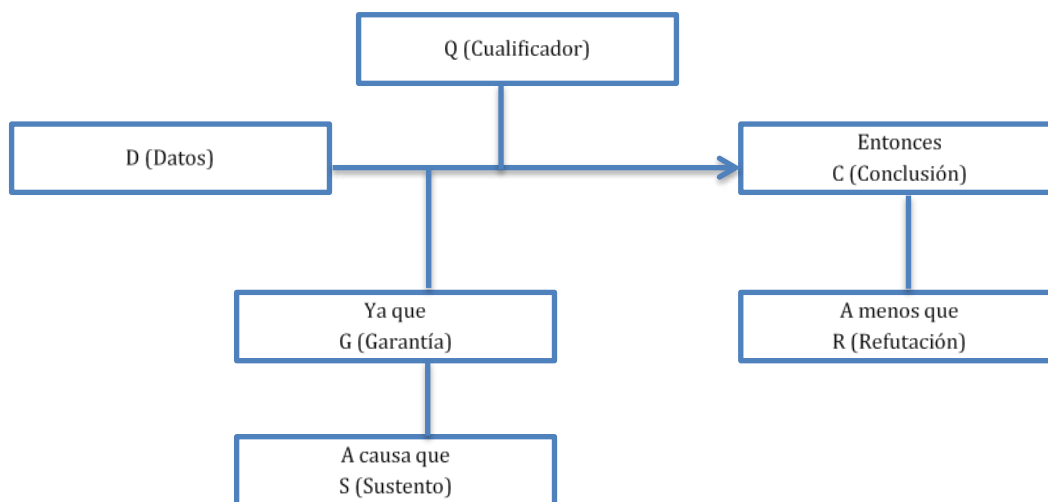 Q (Cualificador)
D (Datos)
Entonces
C (Conclusión)
Ya que
G (Garantía)
A menos que
R (Refutación)
A causa que
S (Sustento)